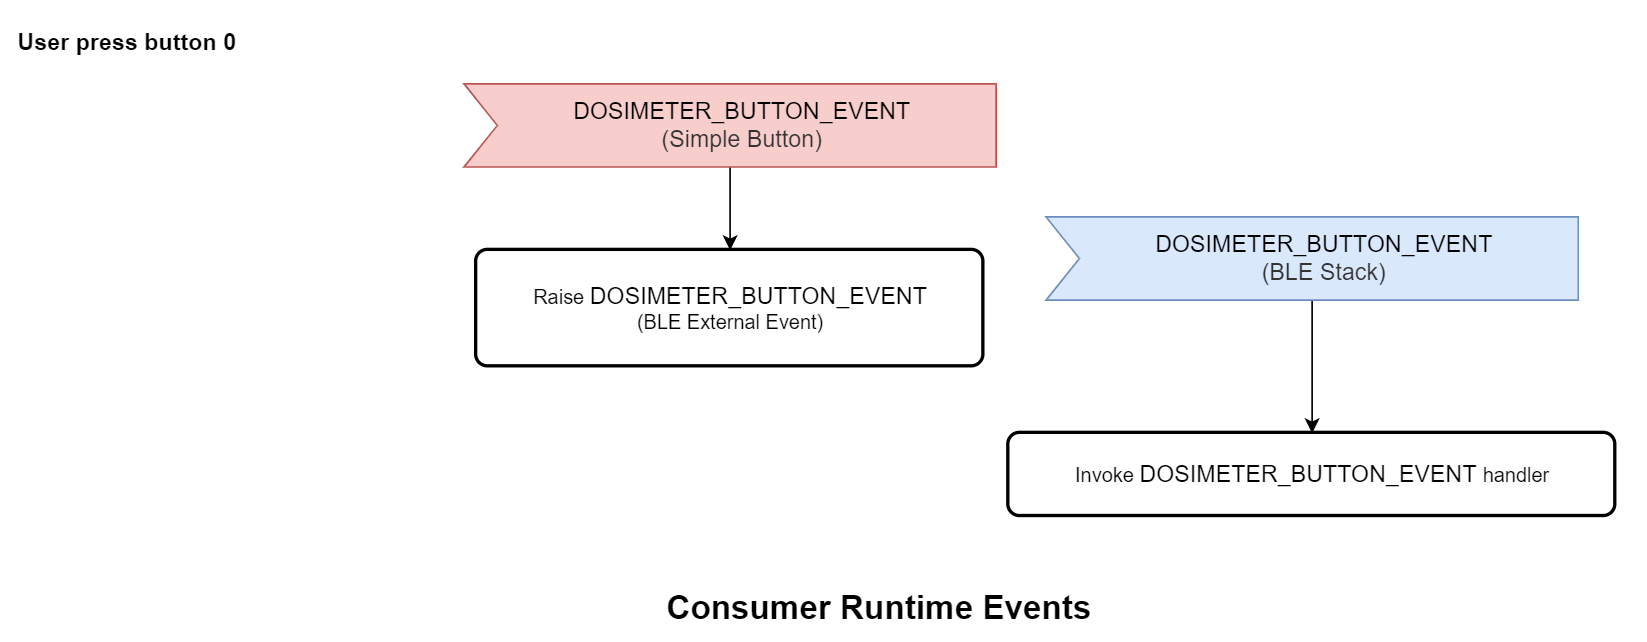 User press button 0
DOSIMETER_BUTTON_EVENT
(Simple Button)
DOSIMETER_BUTTON_EVENT
(BLE Stack)
Raise DOSIMETER_BUTTON_EVENT
(BLE External Event)
Invoke DOSIMETER_BUTTON_EVENT handler
Consumer Runtime Events